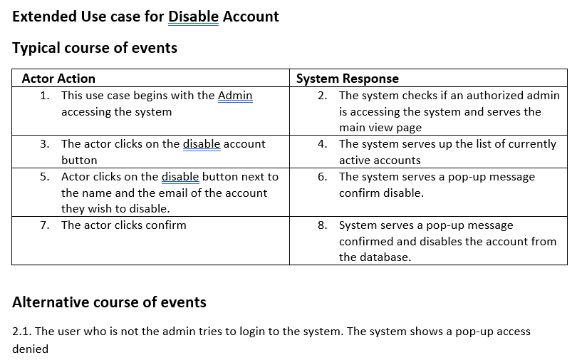 Extended Use case for Disable Account
Typical course of events
Actor Action
System Response
1. This use case begins with the Admin
accessing the system
2. The system checks if an authorized admin
is accessing the system and serves the
main view page
3. The actor clicks on the disable account
button
4. The system serves up the list of currently
active accounts
5. Actor clicks on the disable button next to
the name and the email of the account
they wish to disable.
6. System serves a pop-up message
confirm disable.
7. The actor clicks confirm
8. System serves a pop-up message
confirmed and disables the account from
the database.
Alternative course of events
2.1. The user who is not the admin tries to login to the system. The system shows a pop-up access
denied